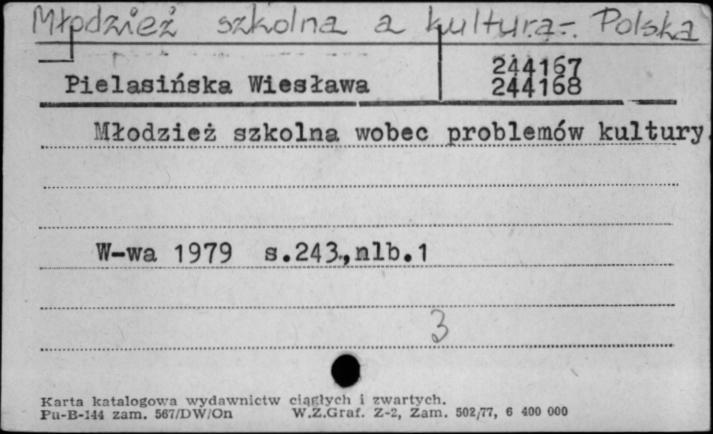 Młodzież szkolna a kultura - Polska
244167
Pielasińska Wiesława 244168
Młodzież szkolna wobec problemów kultury.
W-wa 1979 s.243.,nlb.1
3
Karta katalogowa wydawnictw ciągłych i zwartych.
Pu-B-144 zam. 567/DW/On W.Z.Graf. Z-2, Zam. 502/77, 6 400 000